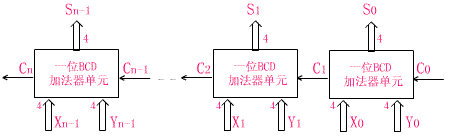 Sn-1 S1 S0
4 4 4
Cn 一位BCD Cn-1 C2 一位BCD C1 一位BCD C0
加法器单元 加法器单元 加法器单元
4 4 4 4 4 4
Xn-1 Yn-1 X1 Y1 X0 Y0